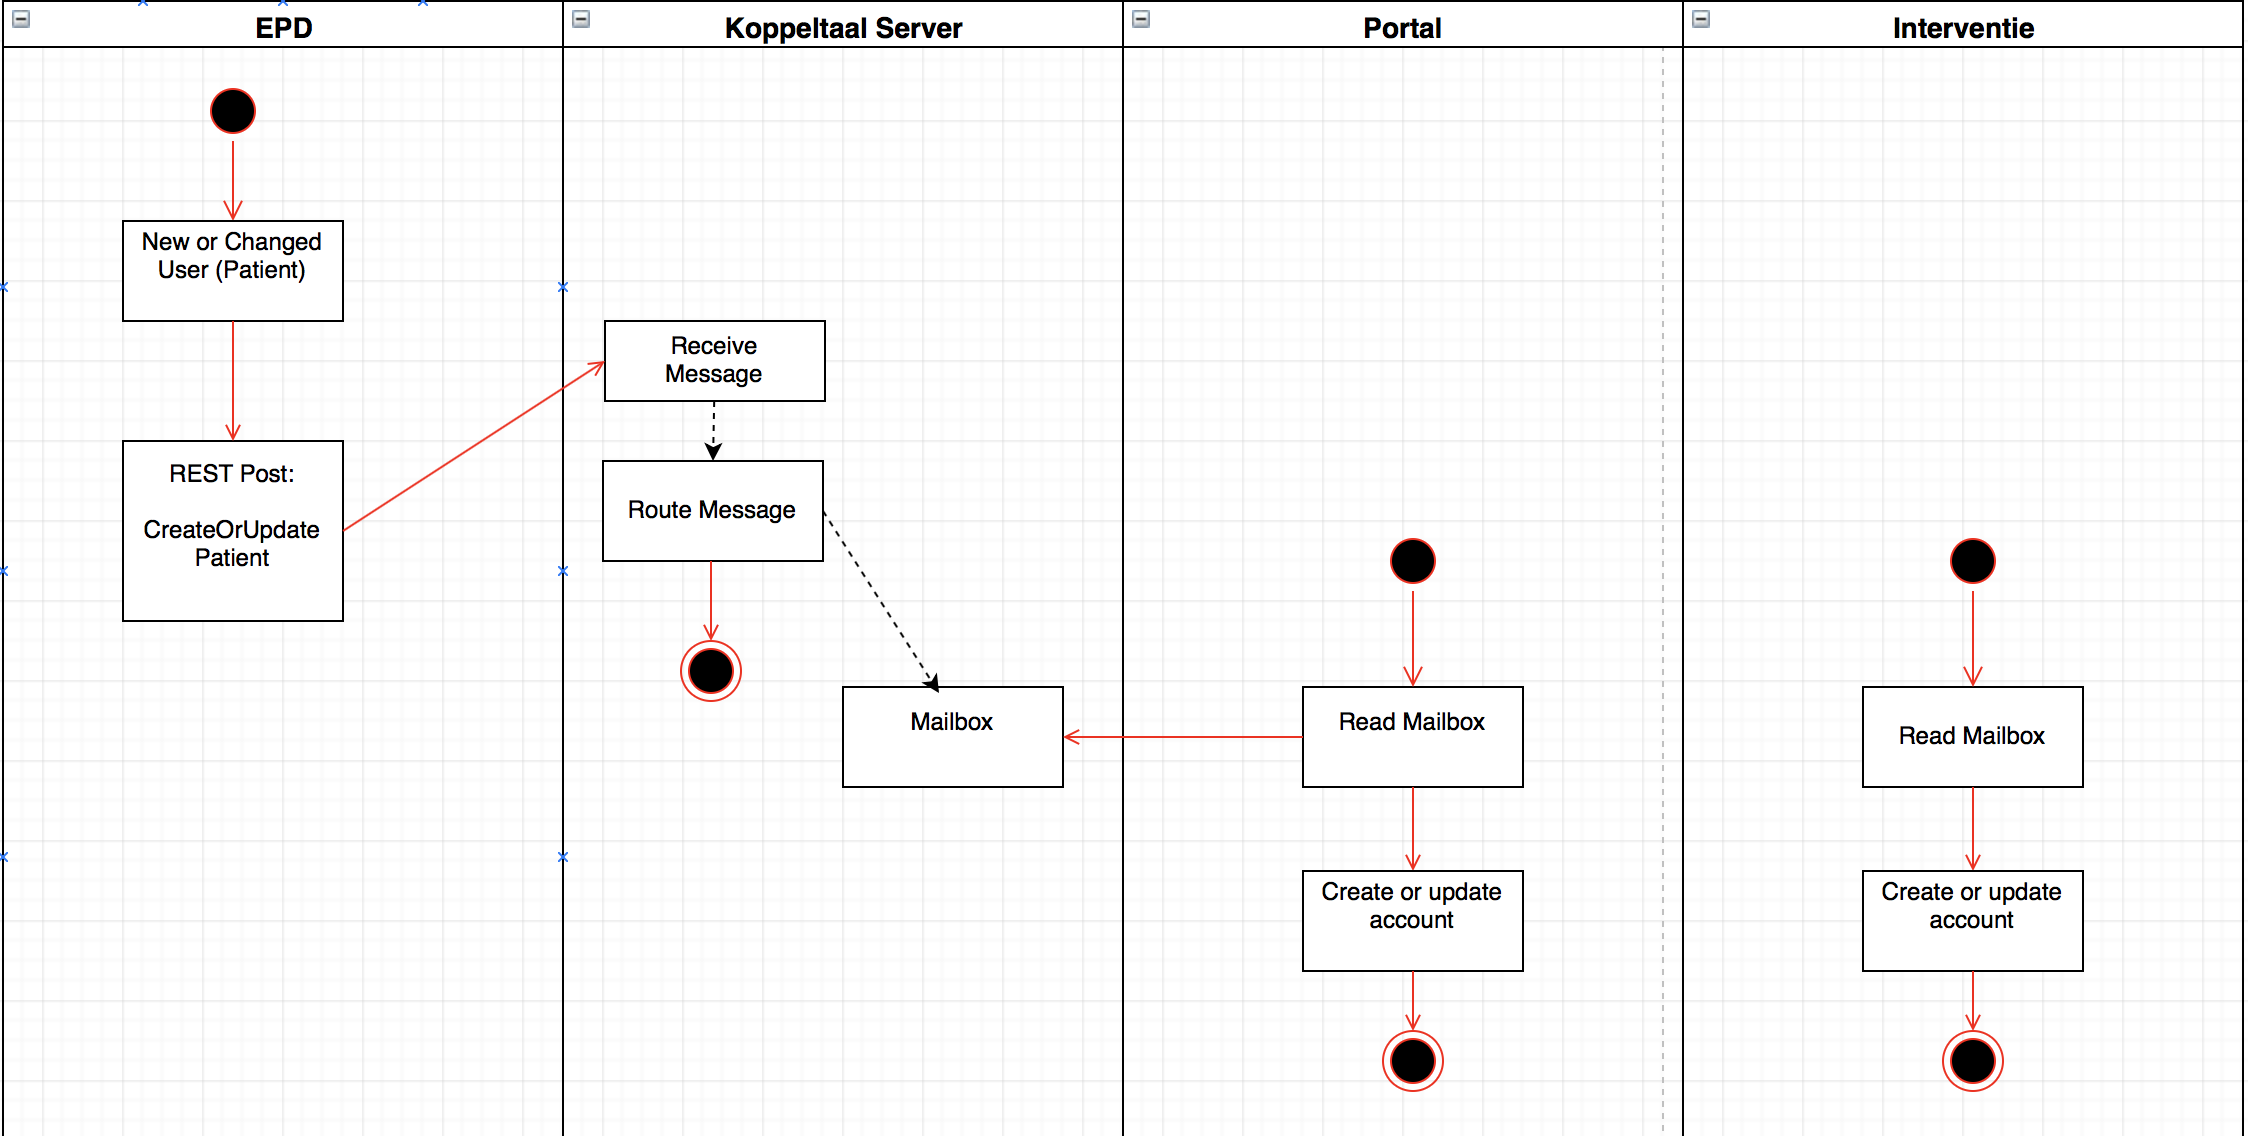 EPD
Koppeltaal Server
Portal
Interventie
New or Changed
User (Patient)
REST Post:
CreateOrUpdate
Patient
Receive
Message
Route Message
Mailbox
Read Mailbox
Create or update
account
Read Mailbox
Create or update
account